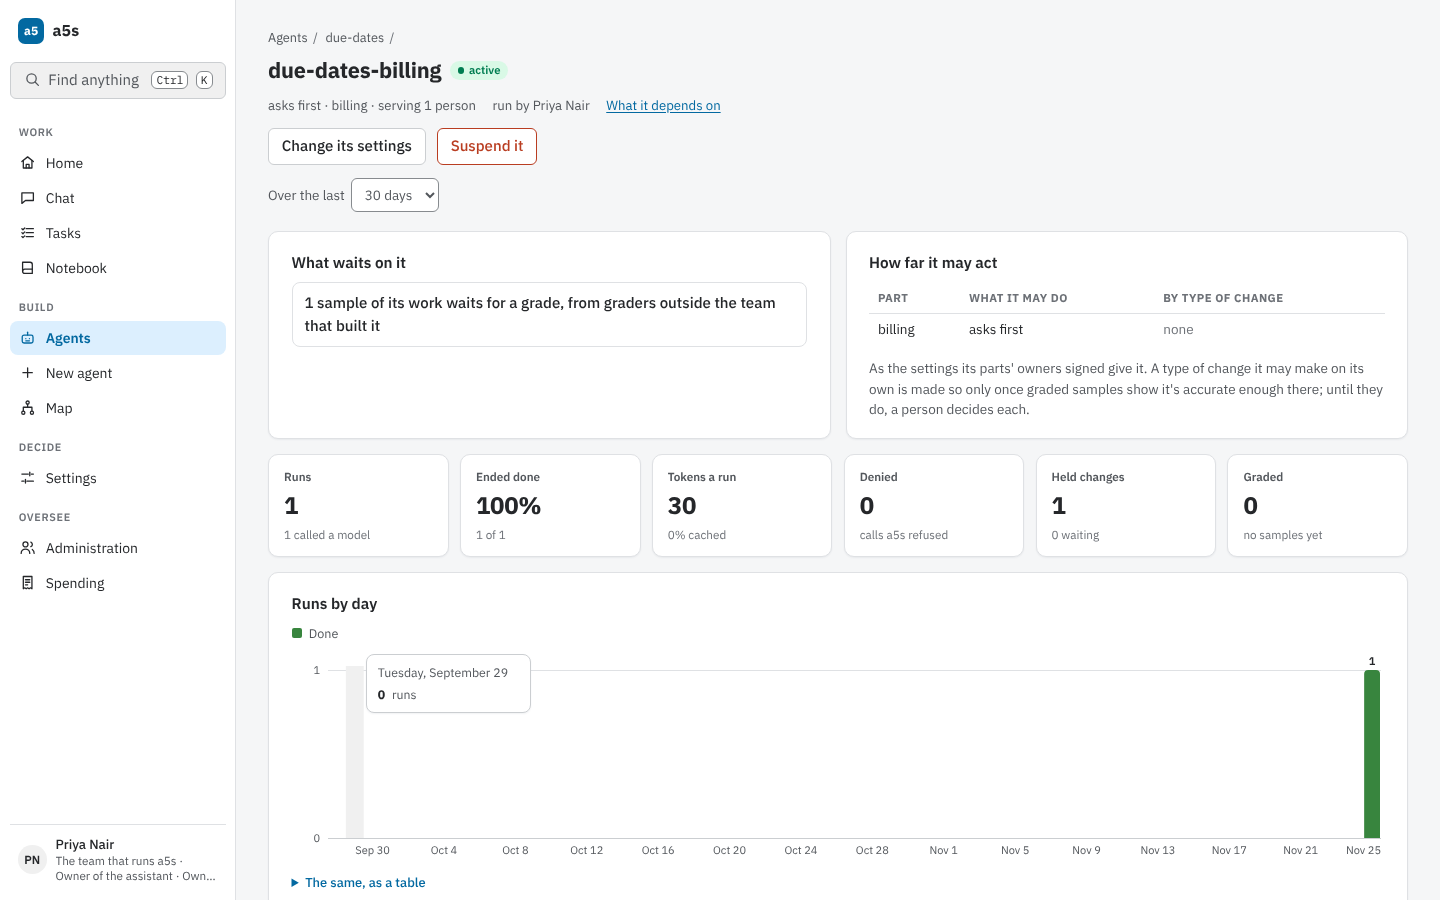 a5 a5s
Find anything Ctrl K
WORK
Home
Chat
Tasks
Notebook
BUILD
Agents
New agent
Map
DECIDE
Settings
OVERSEE
Administration
Spending
PN
Priya Nair
The team that runs a5s ·
Owner of the assistant · Own…
Agents / due-dates /
due-dates-billing active
asks first · billing · serving 1 person run by Priya Nair What it depends on
Change its settings Suspend it
Over the last 30 days
What waits on it
1 sample of its work waits for a grade, from graders outside the team
that built it
How far it may act
PART WHAT IT MAY DO BY TYPE OF CHANGE
billing asks first none
As the settings its parts' owners signed give it. A type of change it may make on its
own is made so only once graded samples show it's accurate enough there; until they
do, a person decides each.
Runs
1
1 called a model
Ended done
100%
1 of 1
Tokens a run
30
0% cached
Denied
0
calls a5s refused
Held changes
1
0 waiting
Graded
0
no samples yet
Runs by day
Done
1
Tuesday, September 29
0 runs
1
0
Sep 30 Oct 4 Oct 8 Oct 12 Oct 16 Oct 20 Oct 24 Oct 28 Nov 1 Nov 5 Nov 9 Nov 13 Nov 17 Nov 21 Nov 25
The same, as a table